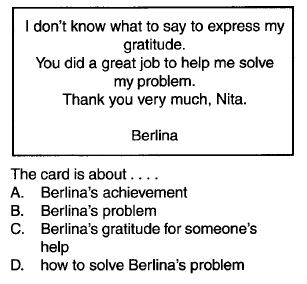 I don't know what to say to express my
gratitude.
You did a great job to help me solve
my problem.
Thank you very much, Nita.
Berlina
The card is about . . . .
A. Berlina's achievement
B. Berlina's problem
C. Berlina's gratitude for someone's
help
D. how to solve Berlina's problem